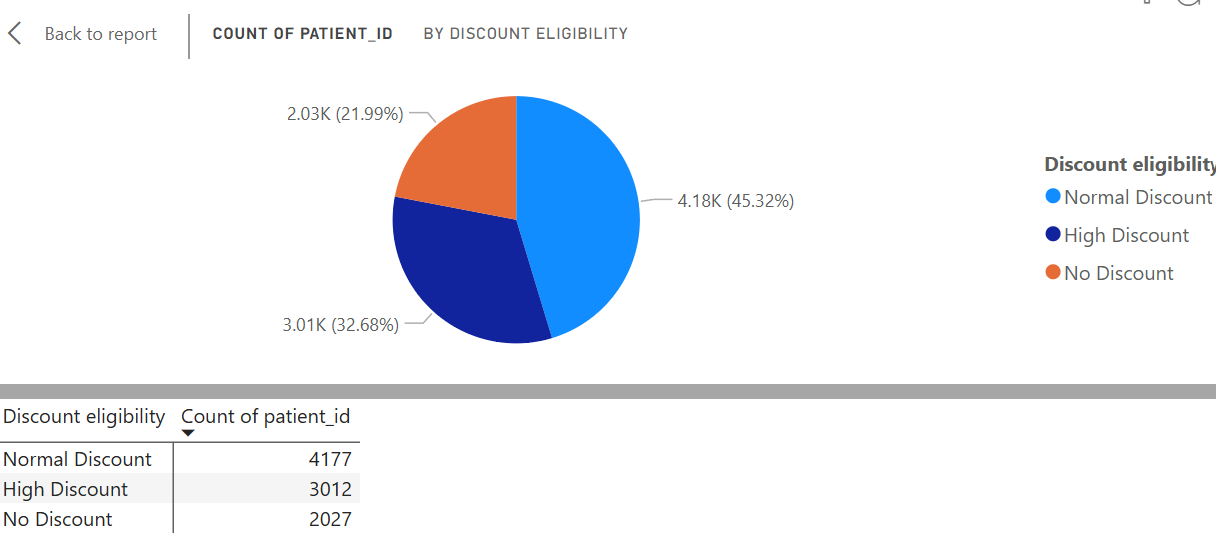 Back to report
COUNT OF PATIENT_ID BY DISCOUNT ELIGIBILITY
2.03K (21.99%)
4.18K (45.32%)
3.01K (32.68%)
Discount eligibility
Normal Discount
High Discount
No Discount
Discount eligibility Count of patient_id
Normal Discount 4177
High Discount 3012
No Discount 2027